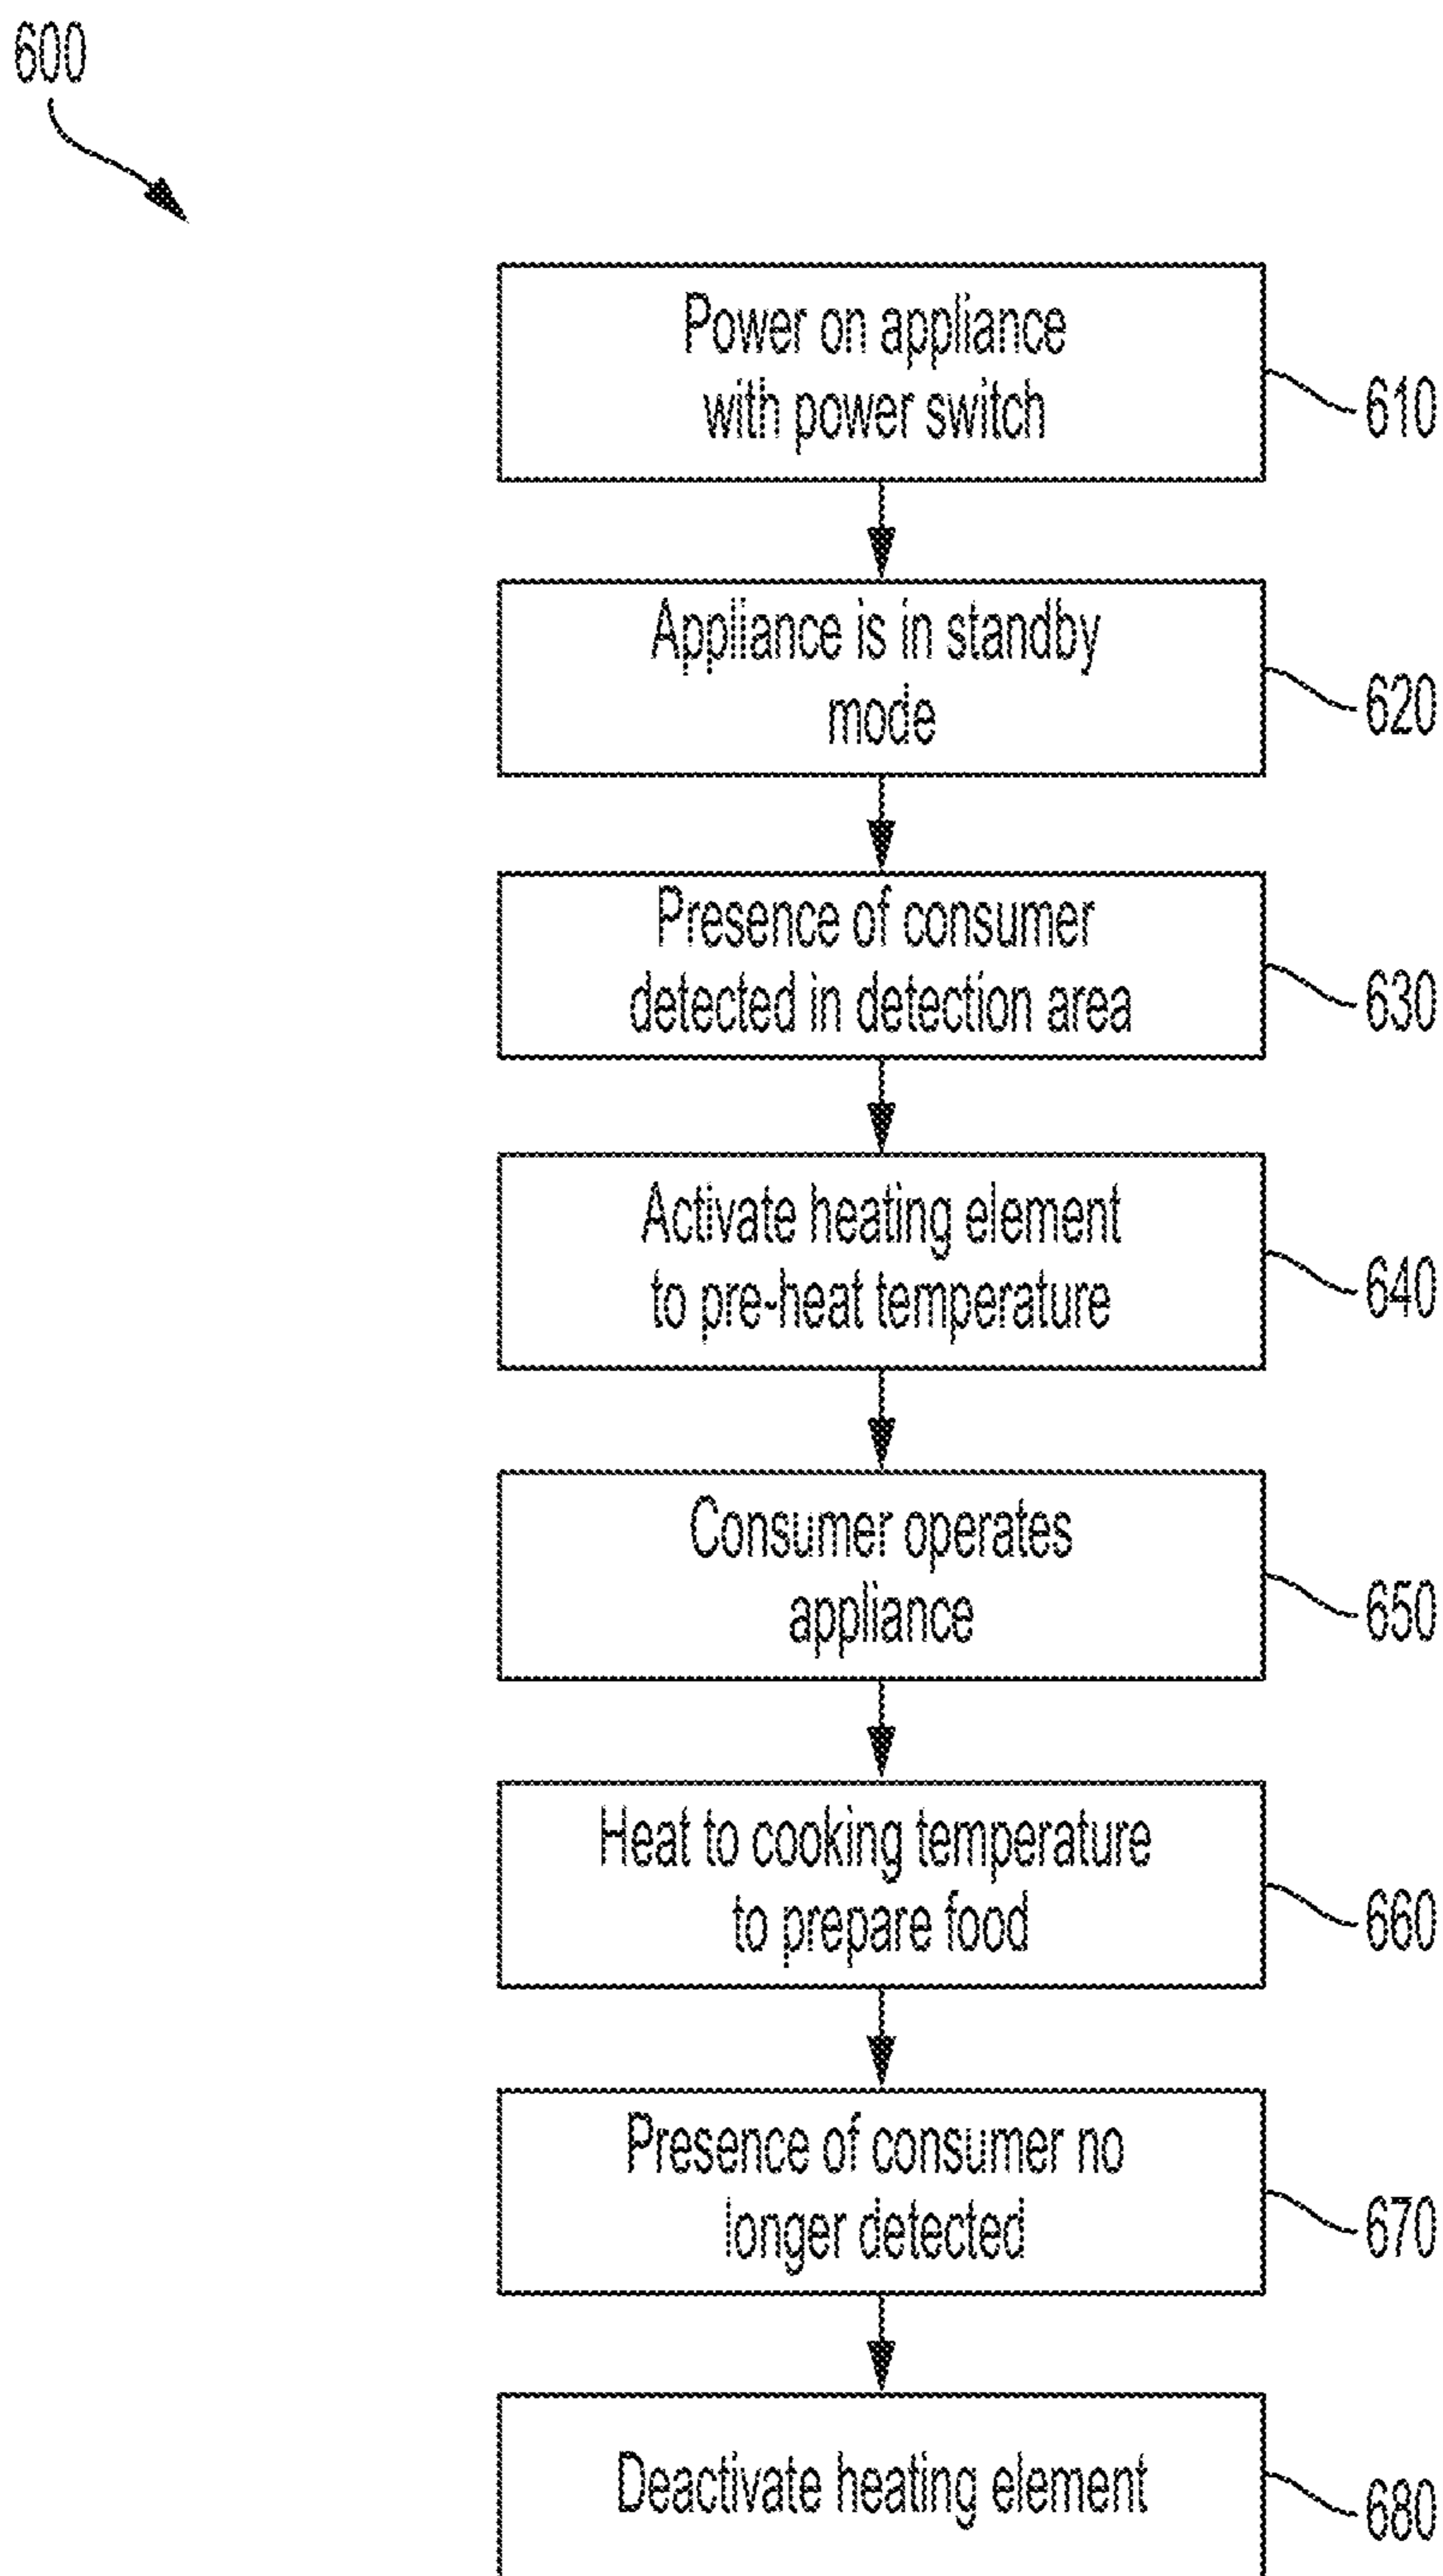 600
Power on appliance
with power switch
610
Appliance is in standby
mode
620
Presence of consumer
detected in detection area
630
Activate heating element
to pre-heat temperature
640
Consumer operates
appliance
650
Heat to cooking temperature
to prepare food
660
Presence of consumer no
longer detected
670
Deactivate heating element
680